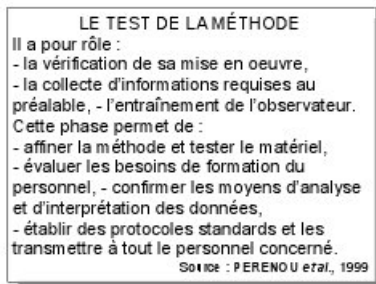 LE TEST DE LA MÉTHODE
Il a pour rôle :
- la vérification de sa mise en oeuvre,
- la collecte d'informations requises au
préalable, - l'entraînement de l'observateur.
Cette phase permet de :
- affiner la méthode et tester le matériel,
- évaluer les besoins de formation du
personnel, - confirmer les moyens d'analyse
et d'interprétation des données,
- établir des protocoles standards et les
transmettre à tout le personnel concerné.
Source : PERENOU et al., 1999